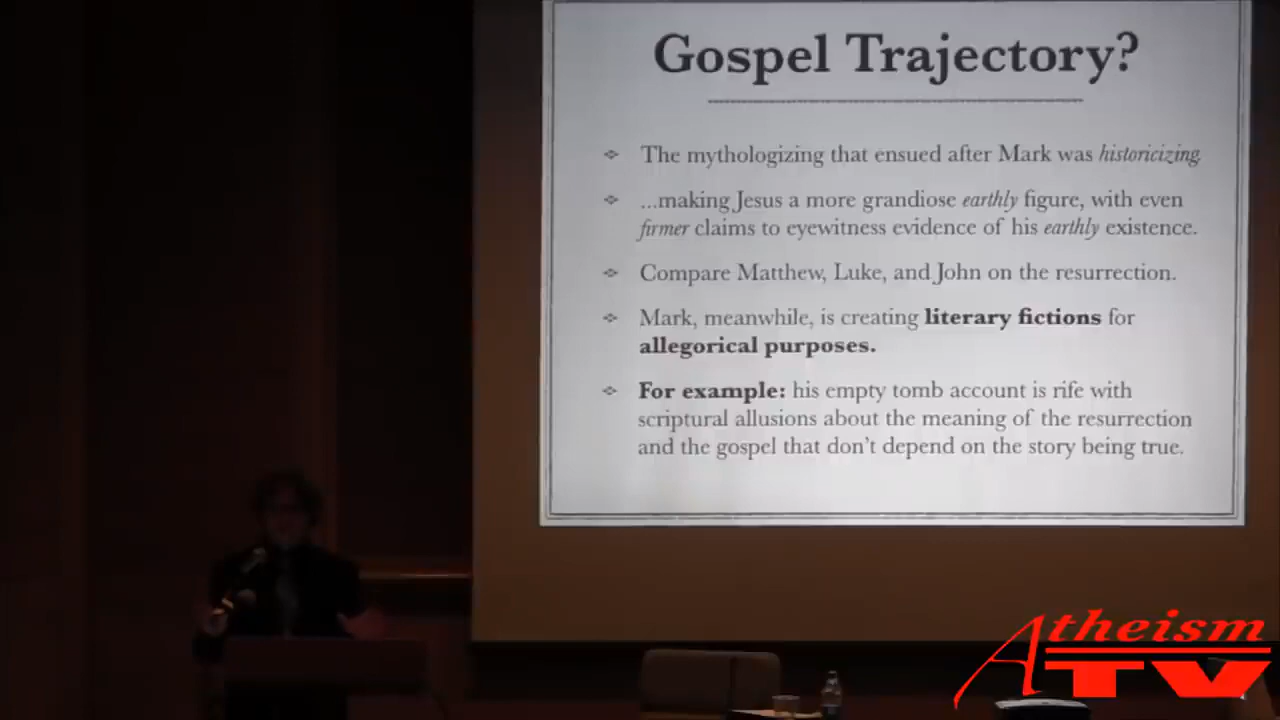 Gospel Trajectory?
The mythologizing that ensued after Mark was historicizing
...making Jesus a more grandiose earthly figure, with even
firmer claims to eyewitness evidence of his earthly existence.
Compare Matthew, Luke, and John on the resurrection.
Mark, meanwhile, is creating literary fictions for
allegorical purposes.
For example: his empty tomb account is rife with
scriptural allusions about the meaning of the resurrection
and the gospel that don't depend on the story being true.
Atheism
TV